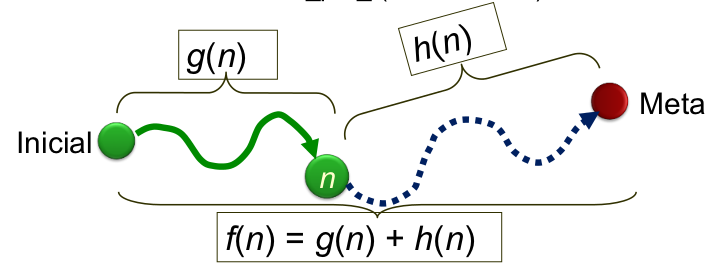 g(n)
h(n)
Inicial
n
Meta
f(n) = g(n) + h(n)